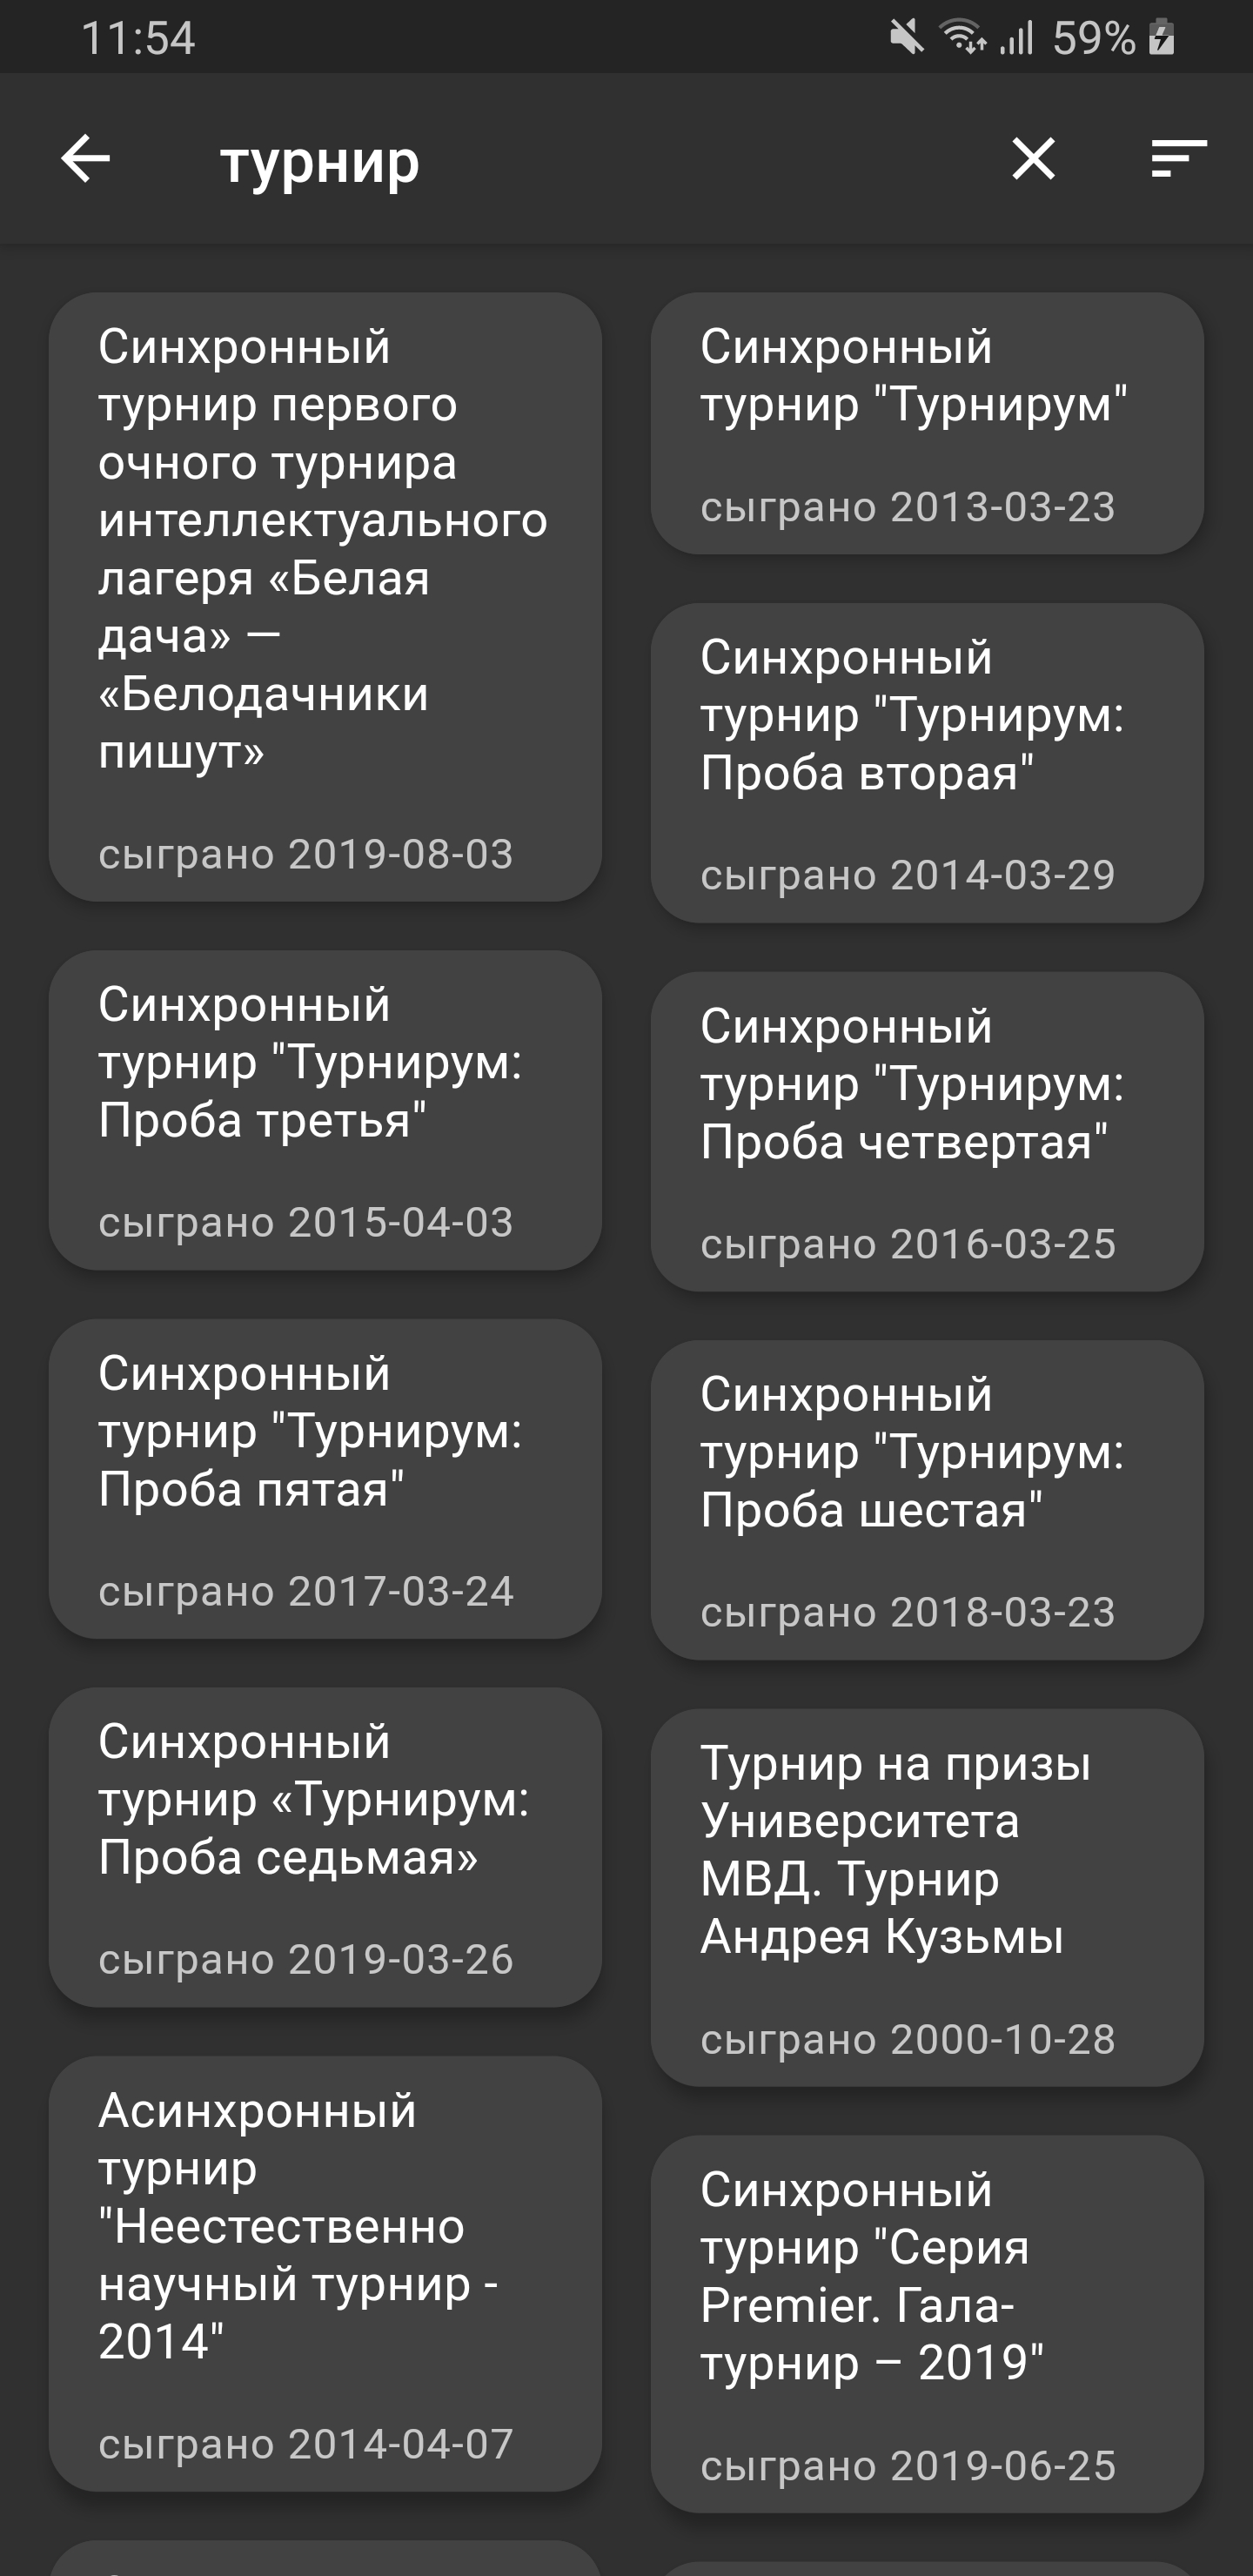 11:54
59%
турнир
Синхронный
турнир первого
очного турнира
интеллектуального
лагеря «Белая
дача» —
«Белодачники
пишут»
сыграно 2019-08-03
Синхронный
турнир "Турнирум"
сыграно 2013-03-23
Синхронный
турнир "Турнирум:
Проба вторая"
сыграно 2014-03-29
Синхронный
турнир "Турнирум:
Проба третья"
сыграно 2015-04-03
Синхронный
турнир "Турнирум:
Проба четвертая"
сыграно 2016-03-25
Синхронный
турнир "Турнирум:
Проба пятая"
сыграно 2017-03-24
Синхронный
турнир "Турнирум:
Проба шестая"
сыграно 2018-03-23
Синхронный
турнир «Турнирум:
Проба седьмая»
сыграно 2019-03-26
Турнир на призы
Университета
МВД. Турнир
Андрея Кузьмы
сыграно 2000-10-28
Асинхронный
турнир
"Неестественно
научный турнир -
2014"
сыграно 2014-04-07
Синхронный
турнир "Серия
Premier. Гала-
турнир – 2019"
сыграно 2019-06-25